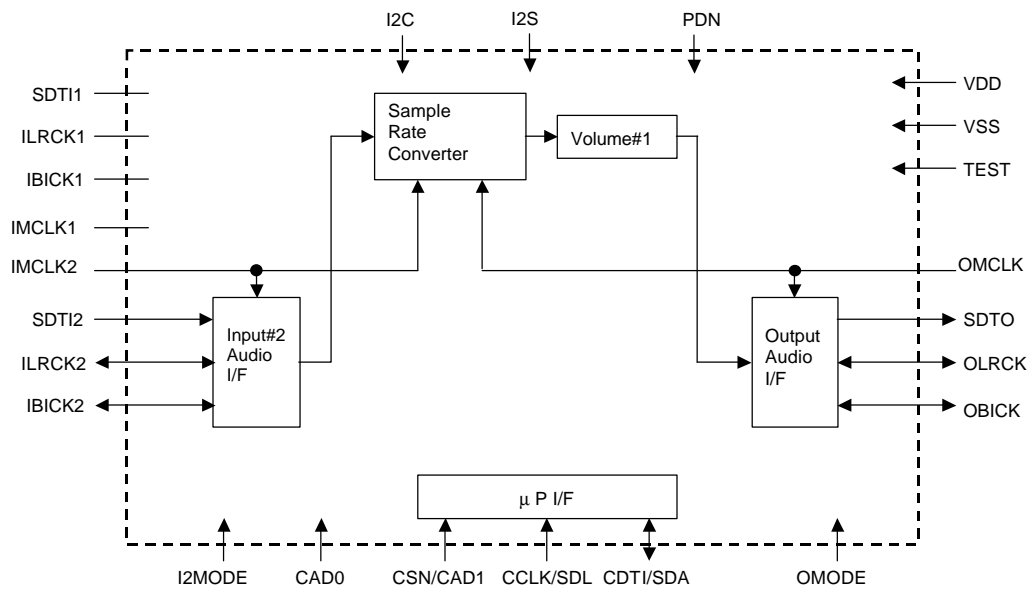 I2C
I2S
PDN
SDTI1
ILRCK1
IBICK1
IMCLK1
IMCLK2
SDTI2
ILRCK2
IBICK2
Sample
Rate
Converter
Volume#1
VDD
VSS
TEST
OMCLK
SDTO
OLRCK
OBICK
Input#2
Audio
I/F
Output
Audio
I/F
μ P I/F
I2MODE
CAD0
CSN/CAD1
CCLK/SDL
CDTI/SDA
OMODE